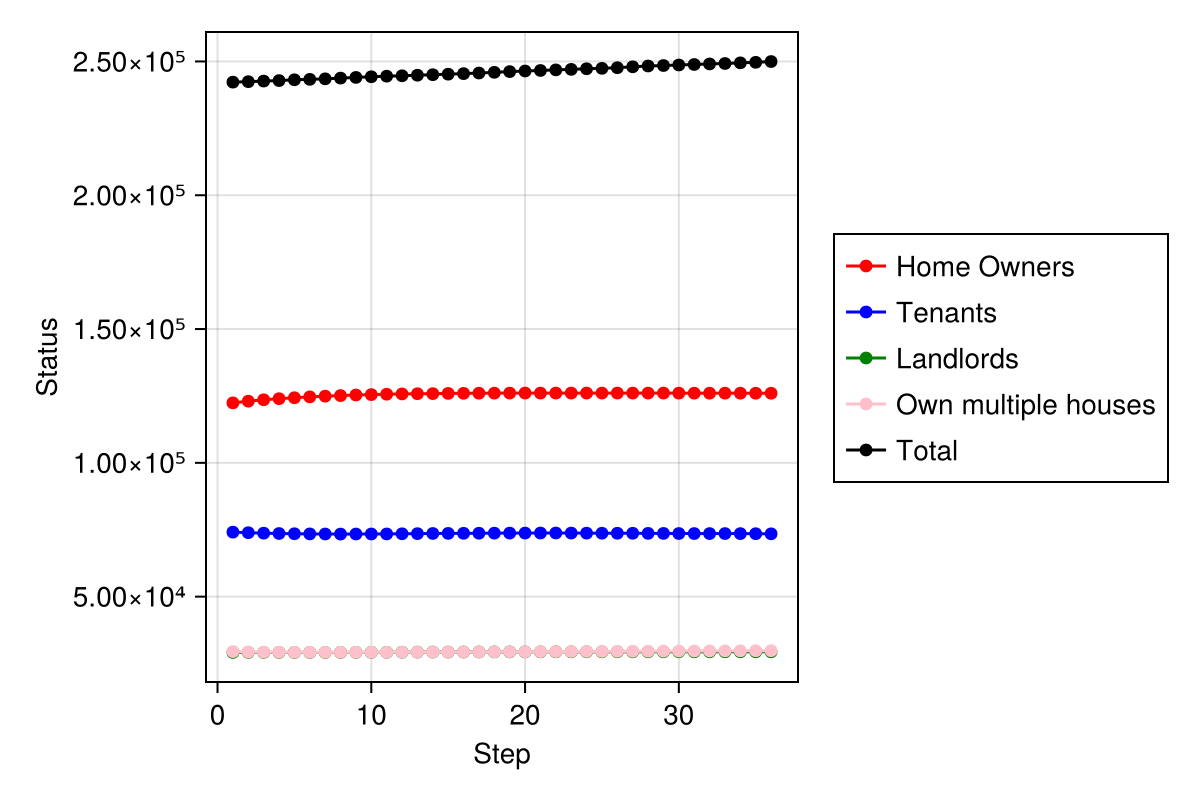 2.50×10⁵
2.00×10⁵
1.50×10⁵
1.00×10⁵
5.00×10⁴
Status
0 10 20 30
Step
Home Owners
Tenants
Landlords
Own multiple houses
Total